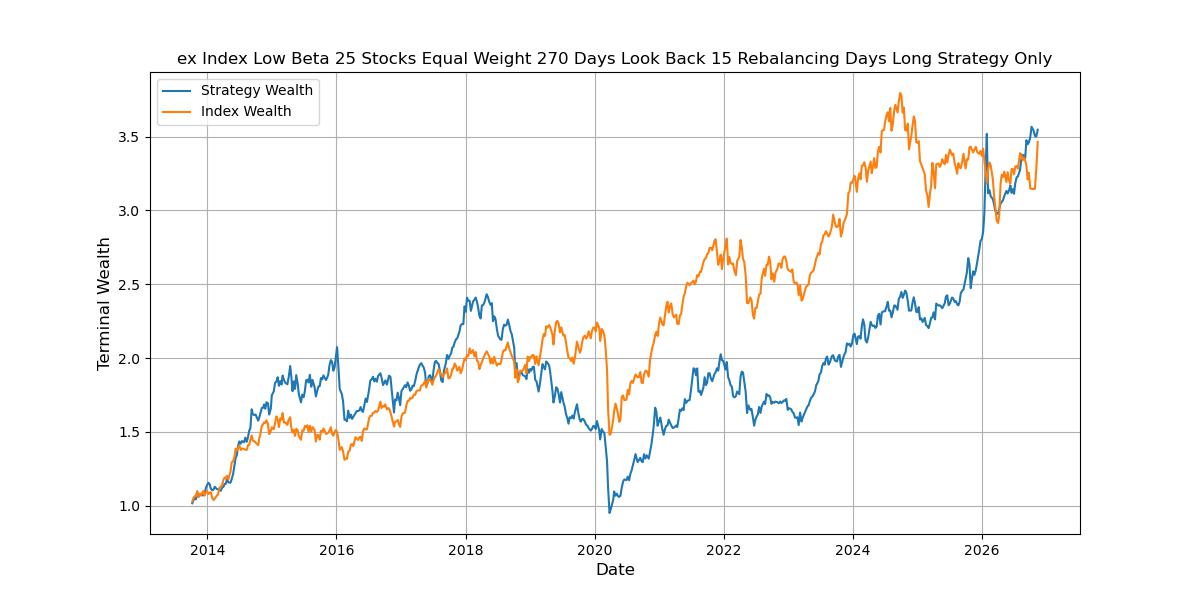 ex Index Low Beta 25 Stocks Equal Weight 270 Days Look Back 15 Rebalancing Days Long Strategy Only
Strategy Wealth
Index Wealth
Terminal Wealth
3.5
3.0
2.5
2.0
1.5
1.0
2014 2016 2018 2020 2022 2024 2026
Date